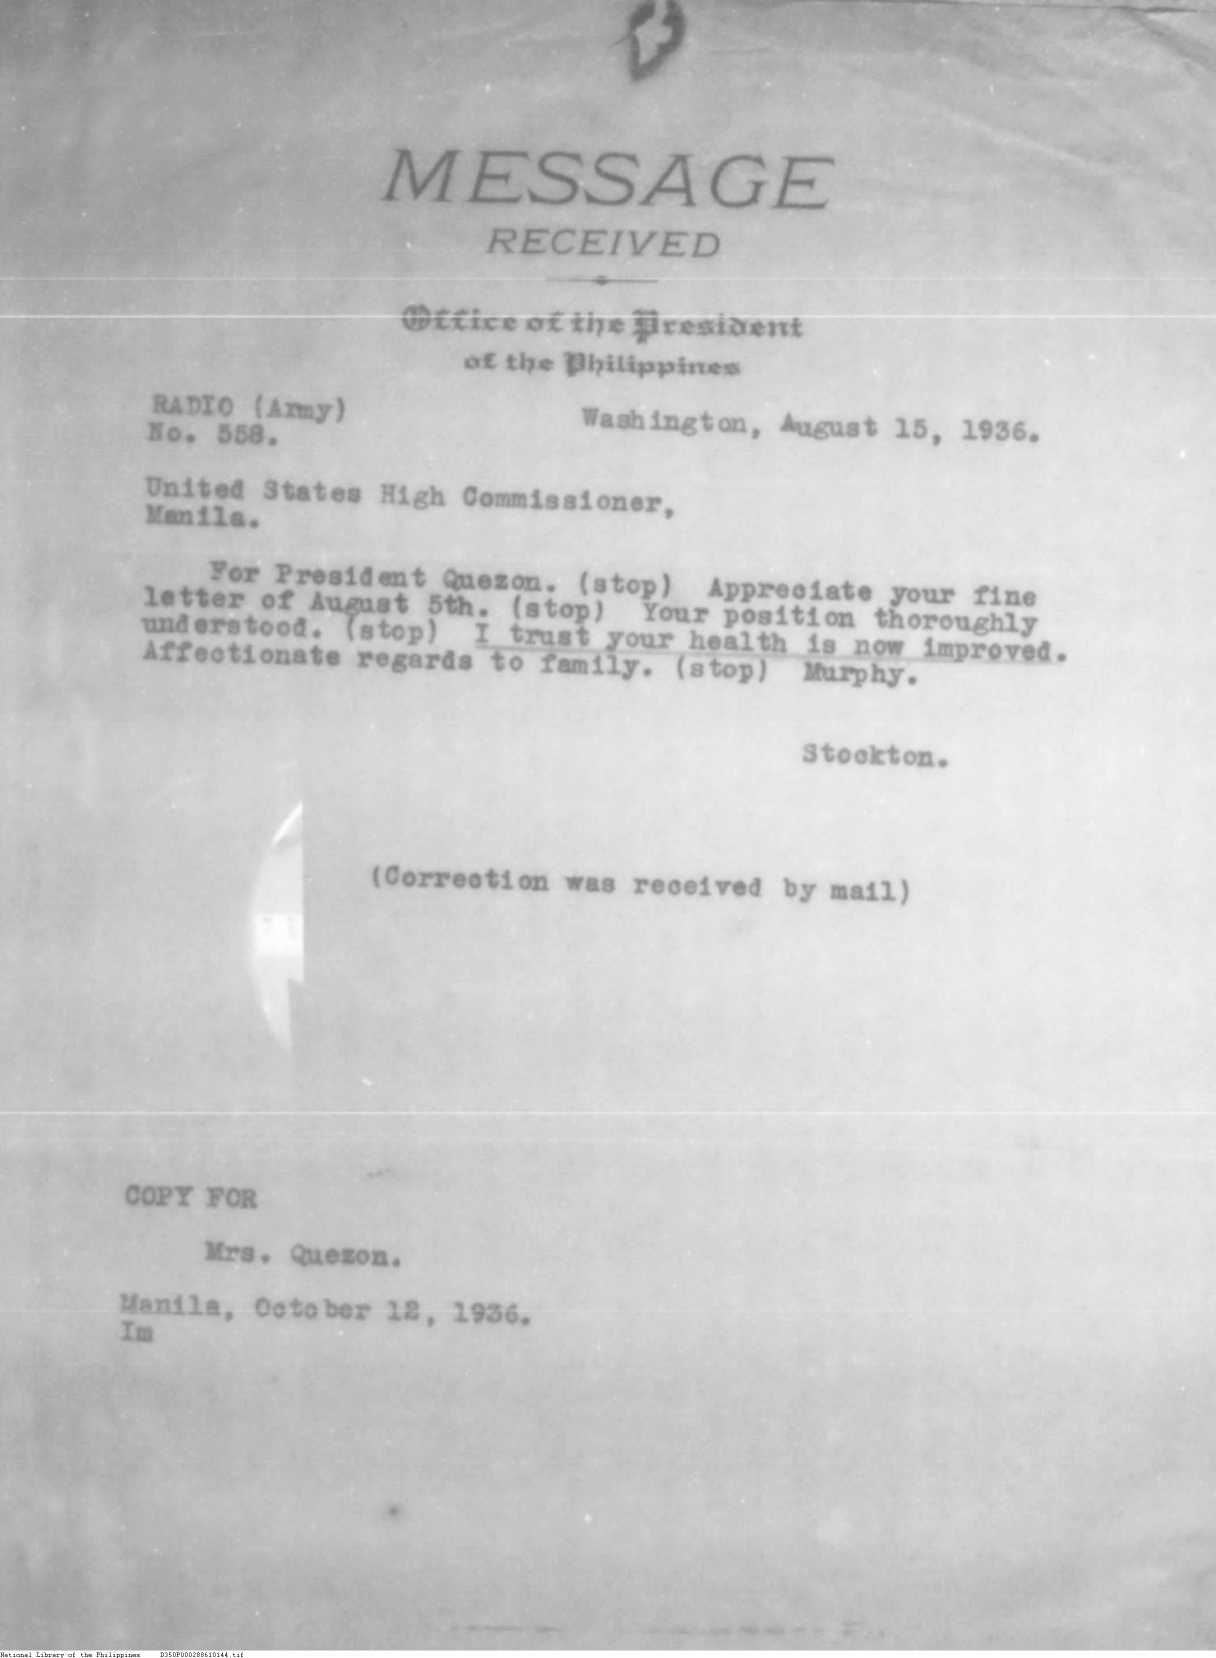 MESSAGE
RECEIVED
Office of the President
of the Philippines
RADIO (Army)
No. 558.
Washington, August 15, 1936.
United States High Commissioner,
Manila.
For President Quezon. (stop) Appreciate your fine
letter of August 5th. (stop) Your position thoroughly
understood. (stop) I trust your health is now improved.
Affectionate regards to family. (stop) Murphy.
Stockton.
(Correction was received by mail)
COPY FOR
Mrs. Quezon.
Manila, October 12, 1936.
Im
National Library of the Philippines D350P000288610144.tif